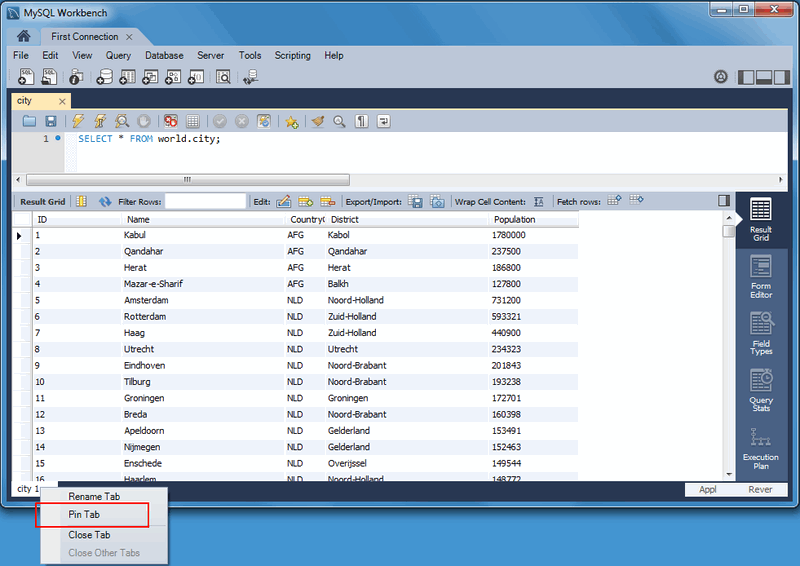 MySQL Workbench
First Connection
File Edit View Query Database Server Tools Scripting Help
city
1 SELECT * FROM world.city;
Result Grid Filter Rows: Edit: Export/Import: Wrap Cell Content: Fetch rows:
ID Name Country District Population
1 Kabul AFG Kabol 1780000
2 Qandahar AFG Qandahar 237500
3 Herat AFG Herat 186800
4 Mazar-e-Sharif AFG Balkh 127800
5 Amsterdam NLD Noord-Holland 731200
6 Rotterdam NLD Zuid-Holland 593321
7 Haag NLD Zuid-Holland 440900
8 Utrecht NLD Utrecht 234323
9 Eindhoven NLD Noord-Brabant 201843
10 Tilburg NLD Noord-Brabant 193238
11 Groningen NLD Groningen 172701
12 Breda NLD Noord-Brabant 160398
13 Apeldoorn NLD Gelderland 153491
14 Nijmegen NLD Gelderland 152463
15 Enschede NLD Overijssel 149544
16 Haarlem NLD Noord-Holland 148772
Result
Grid
Form
Editor
Field
Types
Query
Stats
Execution
Plan
city 1
Appl Rever
Rename Tab
Pin Tab
Close Tab
Close Other Tabs